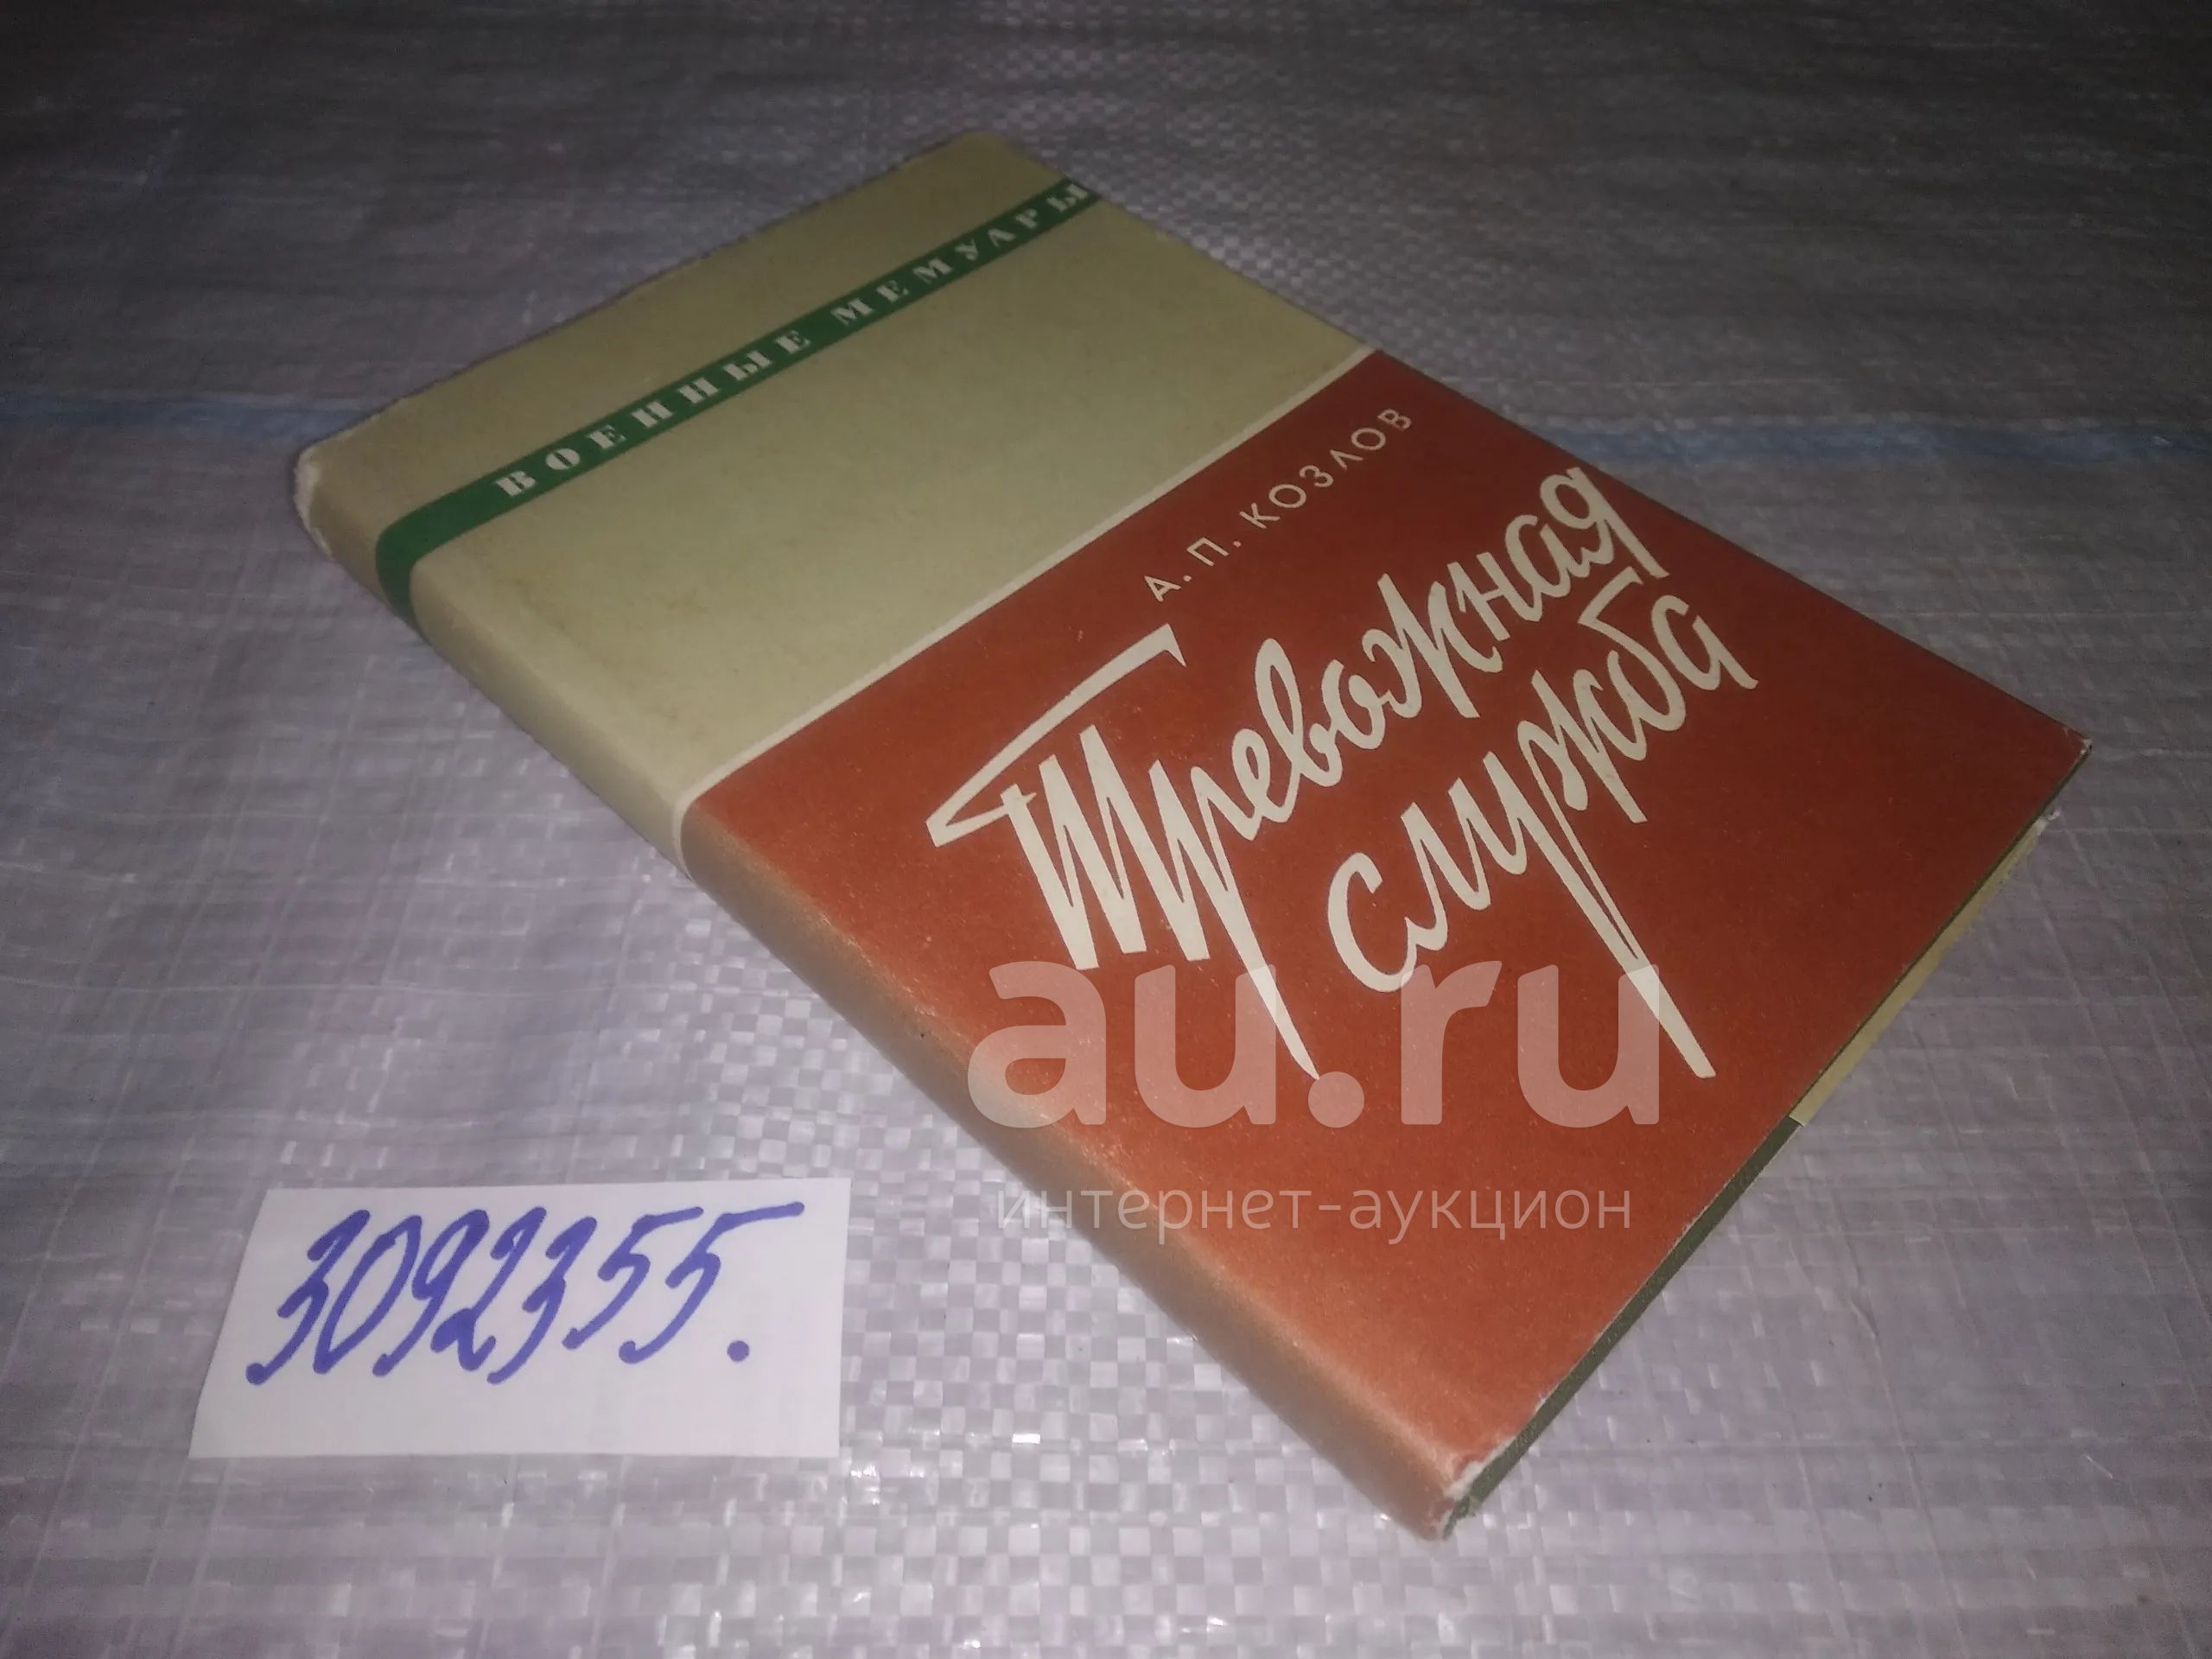 ВОЕННЫЕ МЕМУАРЫ
А. П. КОЗЛОВ
Тревожная
служба
au.ru
интернет-аукцион
3092355.